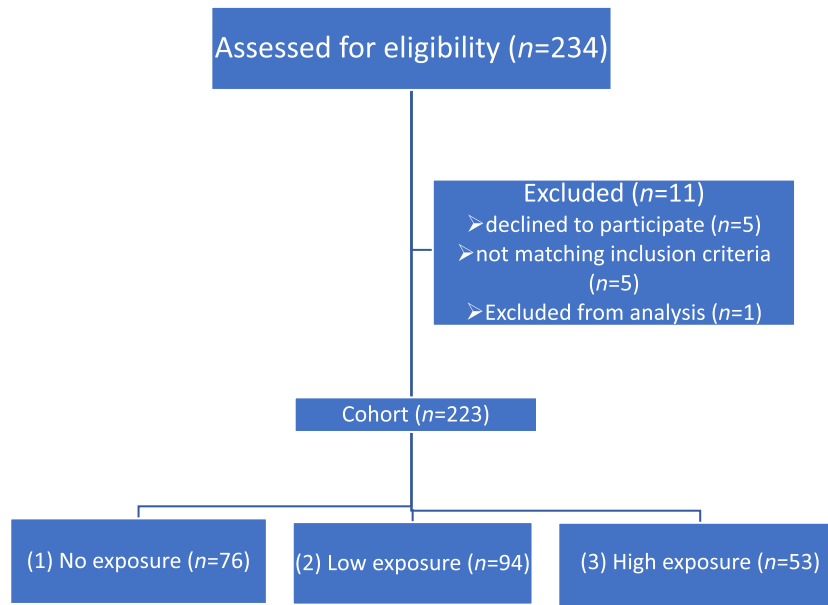 Assessed for eligibility (n=234)
Excluded (n=11)
➢declined to participate (n=5)
➢not matching inclusion criteria
(n=5)
➢Excluded from analysis (n=1)
Cohort (n=223)
(1) No exposure (n=76)
(2) Low exposure (n=94)
(3) High exposure (n=53)